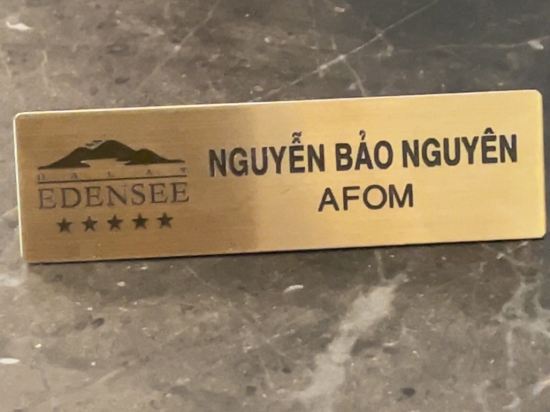 DALAT
EDENSEE
★★★★★
NGUYỄN BẢO NGUYÊN
AFOM